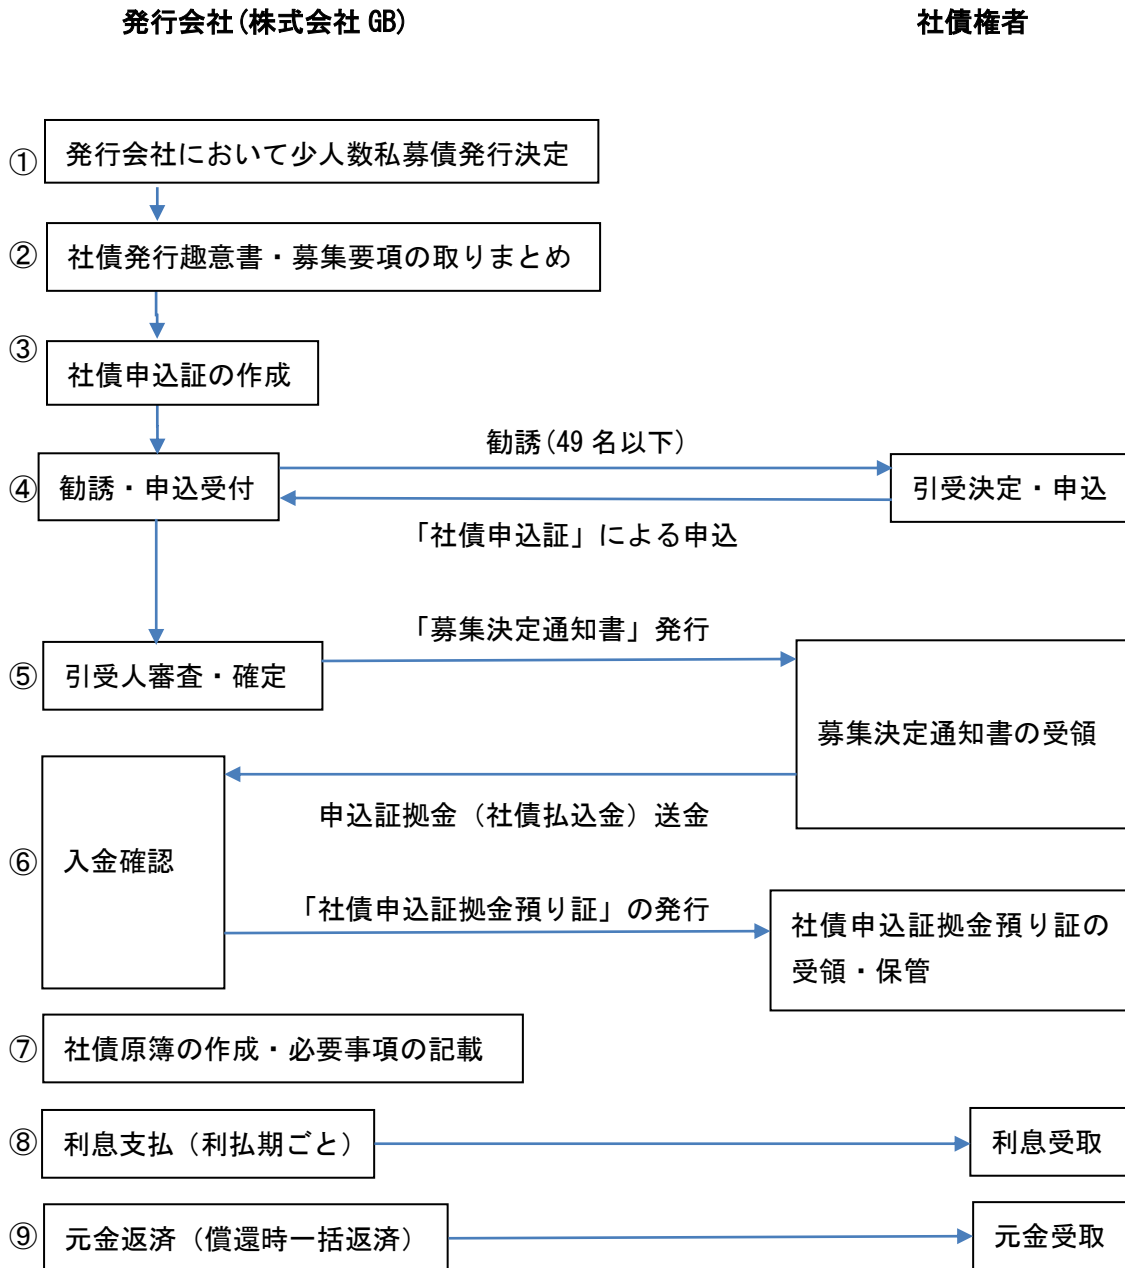 発行会社(株式会社 GB)
社債権者
① 発行会社において少人数私募債発行決定
② 社債発行趣意書・募集要項の取りまとめ
③ 社債申込証の作成
勧誘(49 名以下)
④ 勧誘・申込受付
引受決定・申込
「社債申込証」による申込
「募集決定通知書」発行
⑤ 引受人審査・確定
募集決定通知書の受領
申込証拠金（社債払込金）送金
⑥ 入金確認
「社債申込証拠金預り証」の発行
社債申込証拠金預り証の
受領・保管
⑦ 社債原簿の作成・必要事項の記載
⑧ 利息支払（利払期ごと）
利息受取
⑨ 元金返済（償還時一括返済）
元金受取